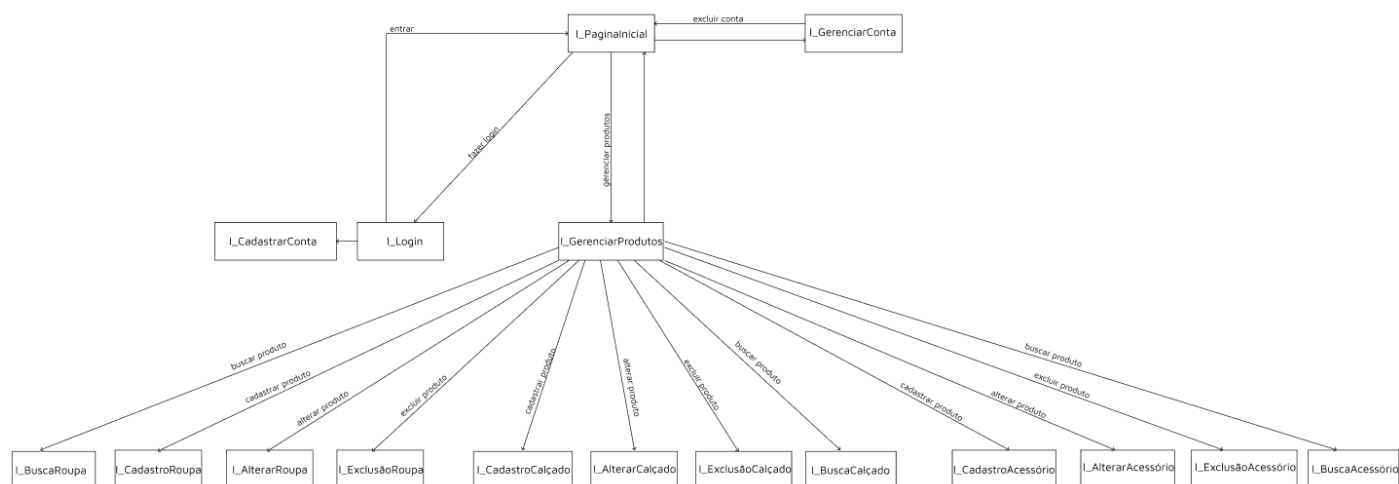 excluir conta
entrar
I_PaginaInicial
I_GerenciarConta
fazer login
gerenciar produtos
I_CadastrarConta
I_Login
I_GerenciarProdutos
buscar produto
cadastrar produto
alterar produto
excluir produto
cadastrar produto
alterar produto
excluir produto
buscar produto
cadastrar produto
alterar produto
excluir produto
buscar produto
I_BuscaRoupa
I_CadastroRoupa
I_AlterarRoupa
I_ExclusãoRoupa
I_CadastroCalçado
I_AlterarCalçado
I_ExclusãoCalçado
I_BuscaCalçado
I_CadastroAcessório
I_AlterarAcessório
I_ExclusãoAcessório
I_BuscaAcessório